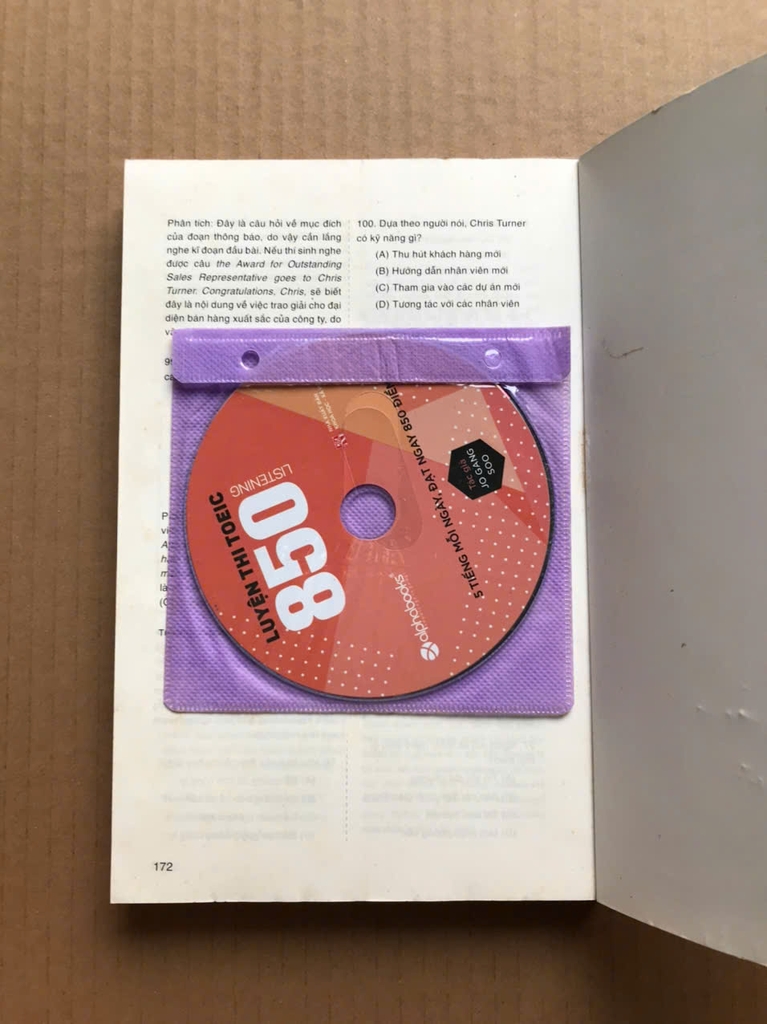 Phân tích: Đây là câu hỏi về mục đích
của đoạn thông báo, do vậy cần lắng
nghe kĩ đoạn đầu bài. Nếu thí sinh nghe
được câu the Award for Outstanding
Sales Representative goes to Chris
Turner. Congratulations, Chris, sẽ biết
đây là nội dung về việc trao giải cho đại
diện bán hàng xuất sắc của công ty, do
100. Dựa theo người nói, Chris Turner
có kỹ năng gì?
(A) Thu hút khách hàng mới
(B) Hướng dẫn nhân viên mới
(C) Tham gia vào các dự án mới
(D) Tương tác với các nhân viên
LUYỆN THI TOEIC
850
LISTENING
Tác giả
JO GANG
SOO
5 TIẾNG MỖI NGÀY, ĐẠT NGAY 850
alphabooks
172